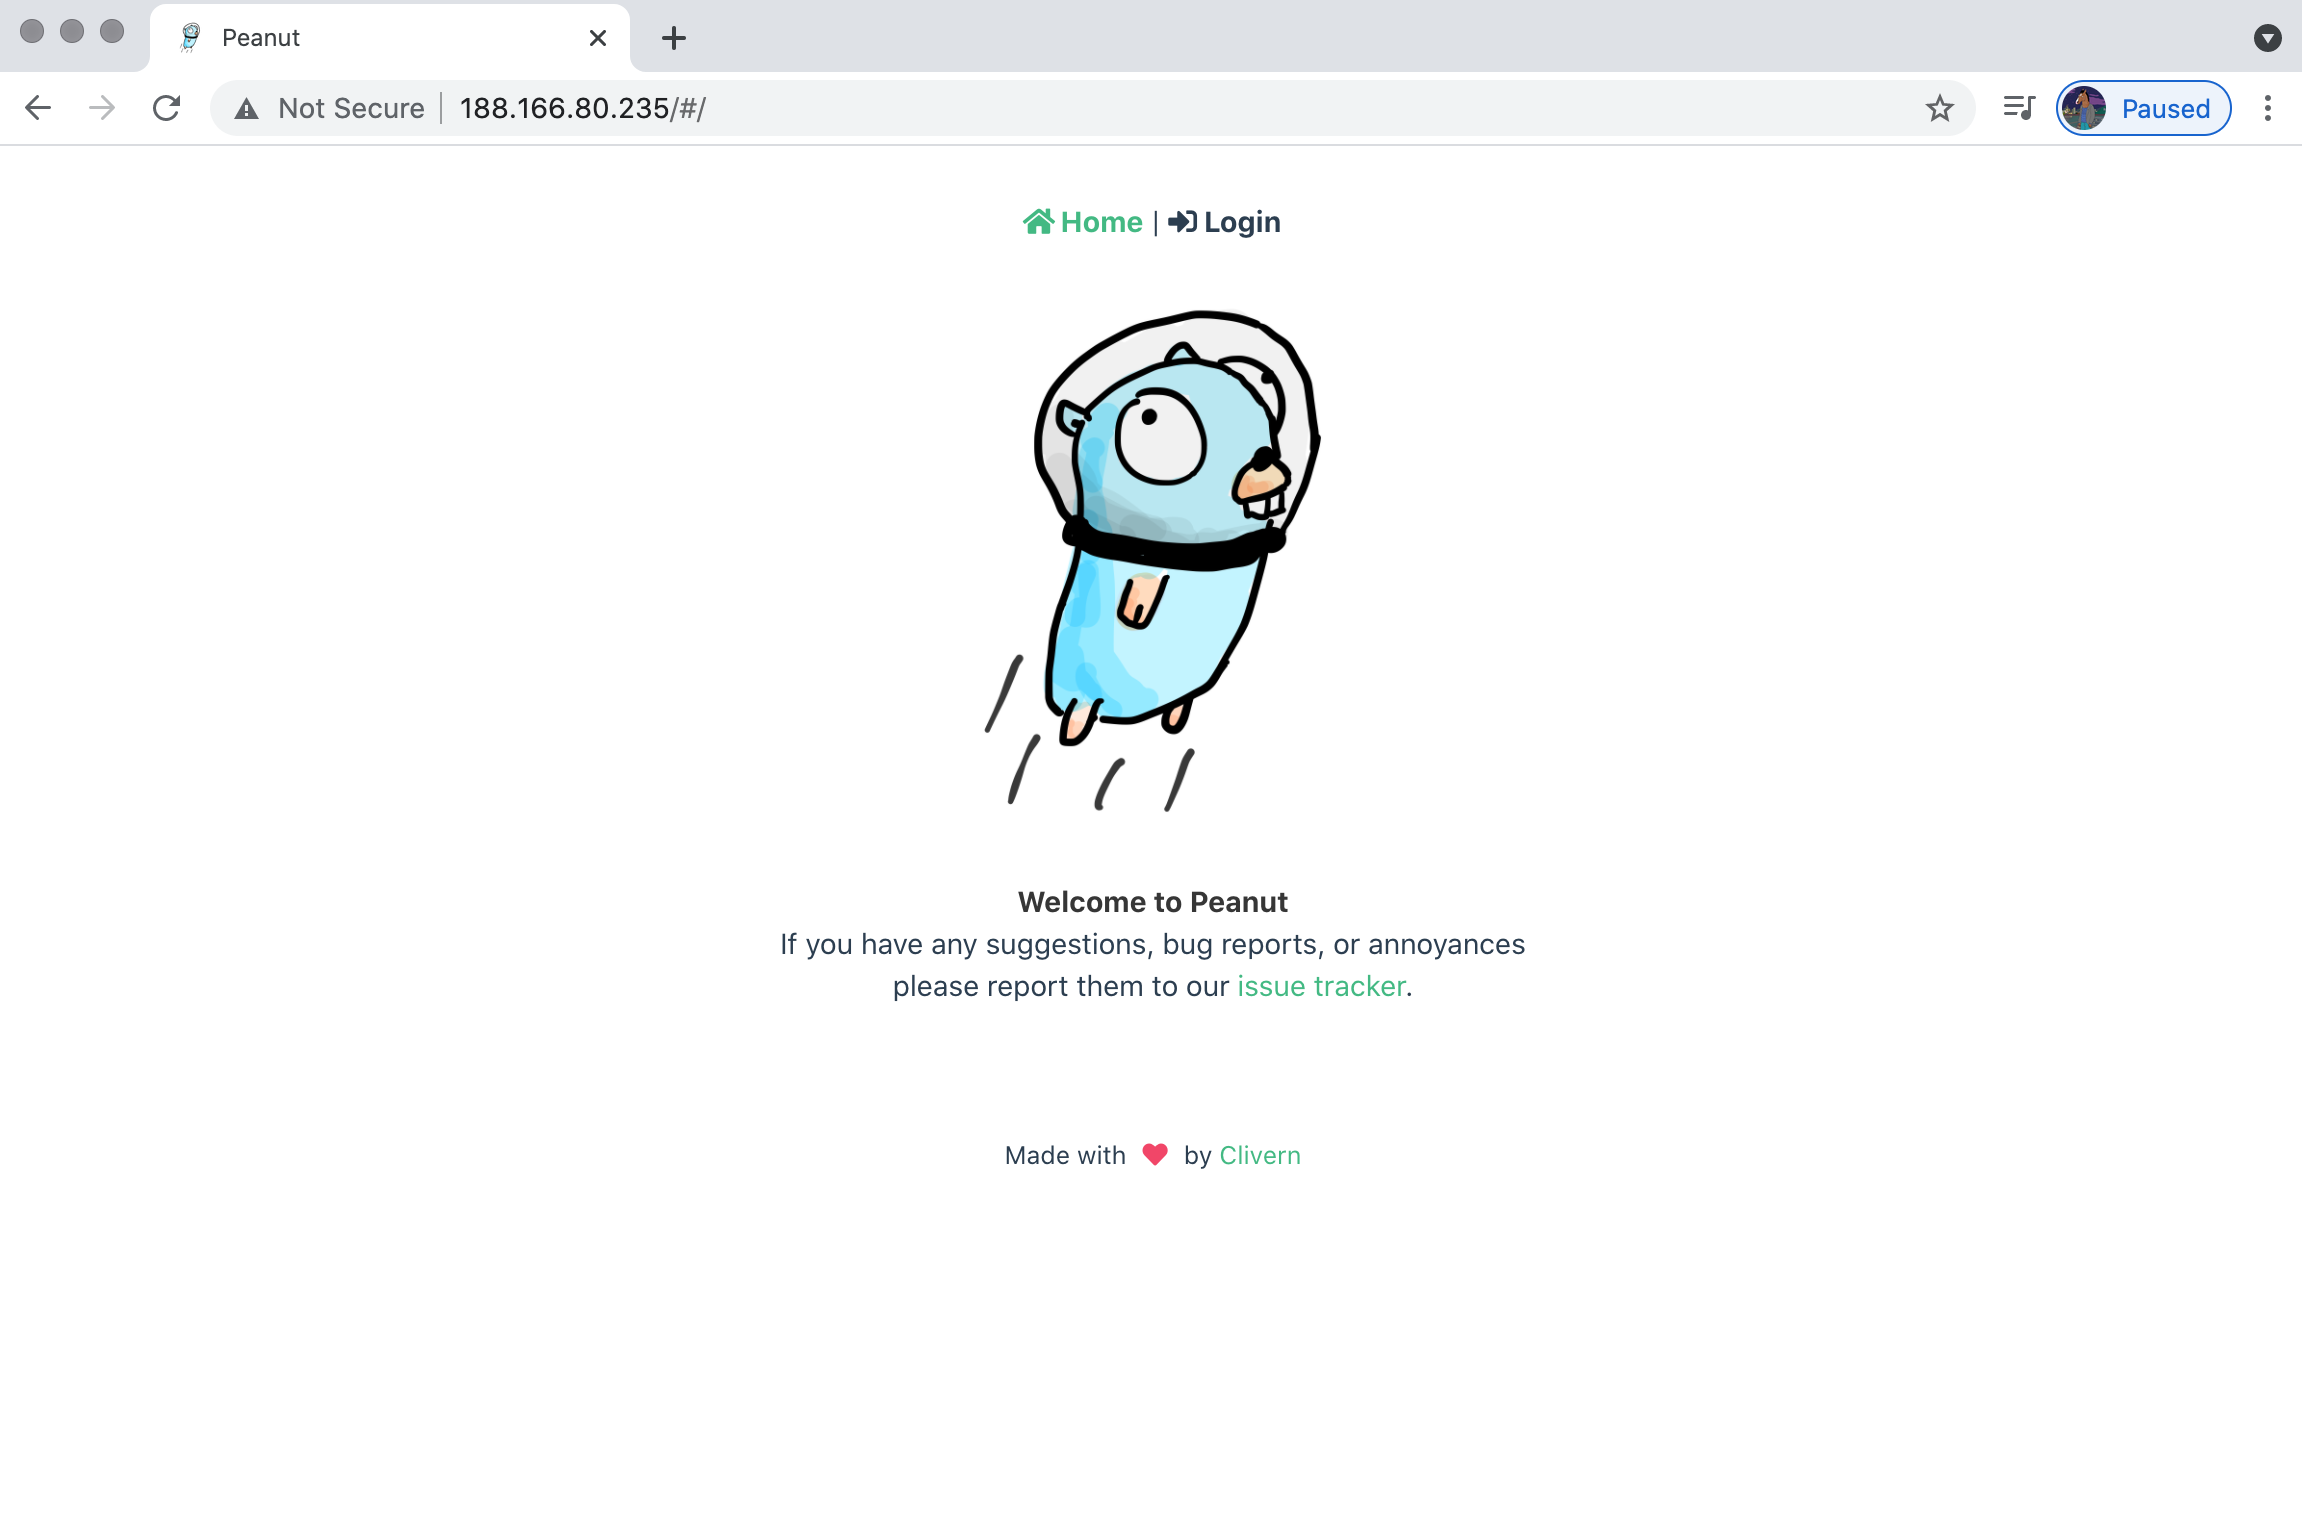 Peanut
Not Secure 188.166.80.235/#/
Paused
Home | Login
Welcome to Peanut
If you have any suggestions, bug reports, or annoyances
please report them to our issue tracker.
Made with by Clivern